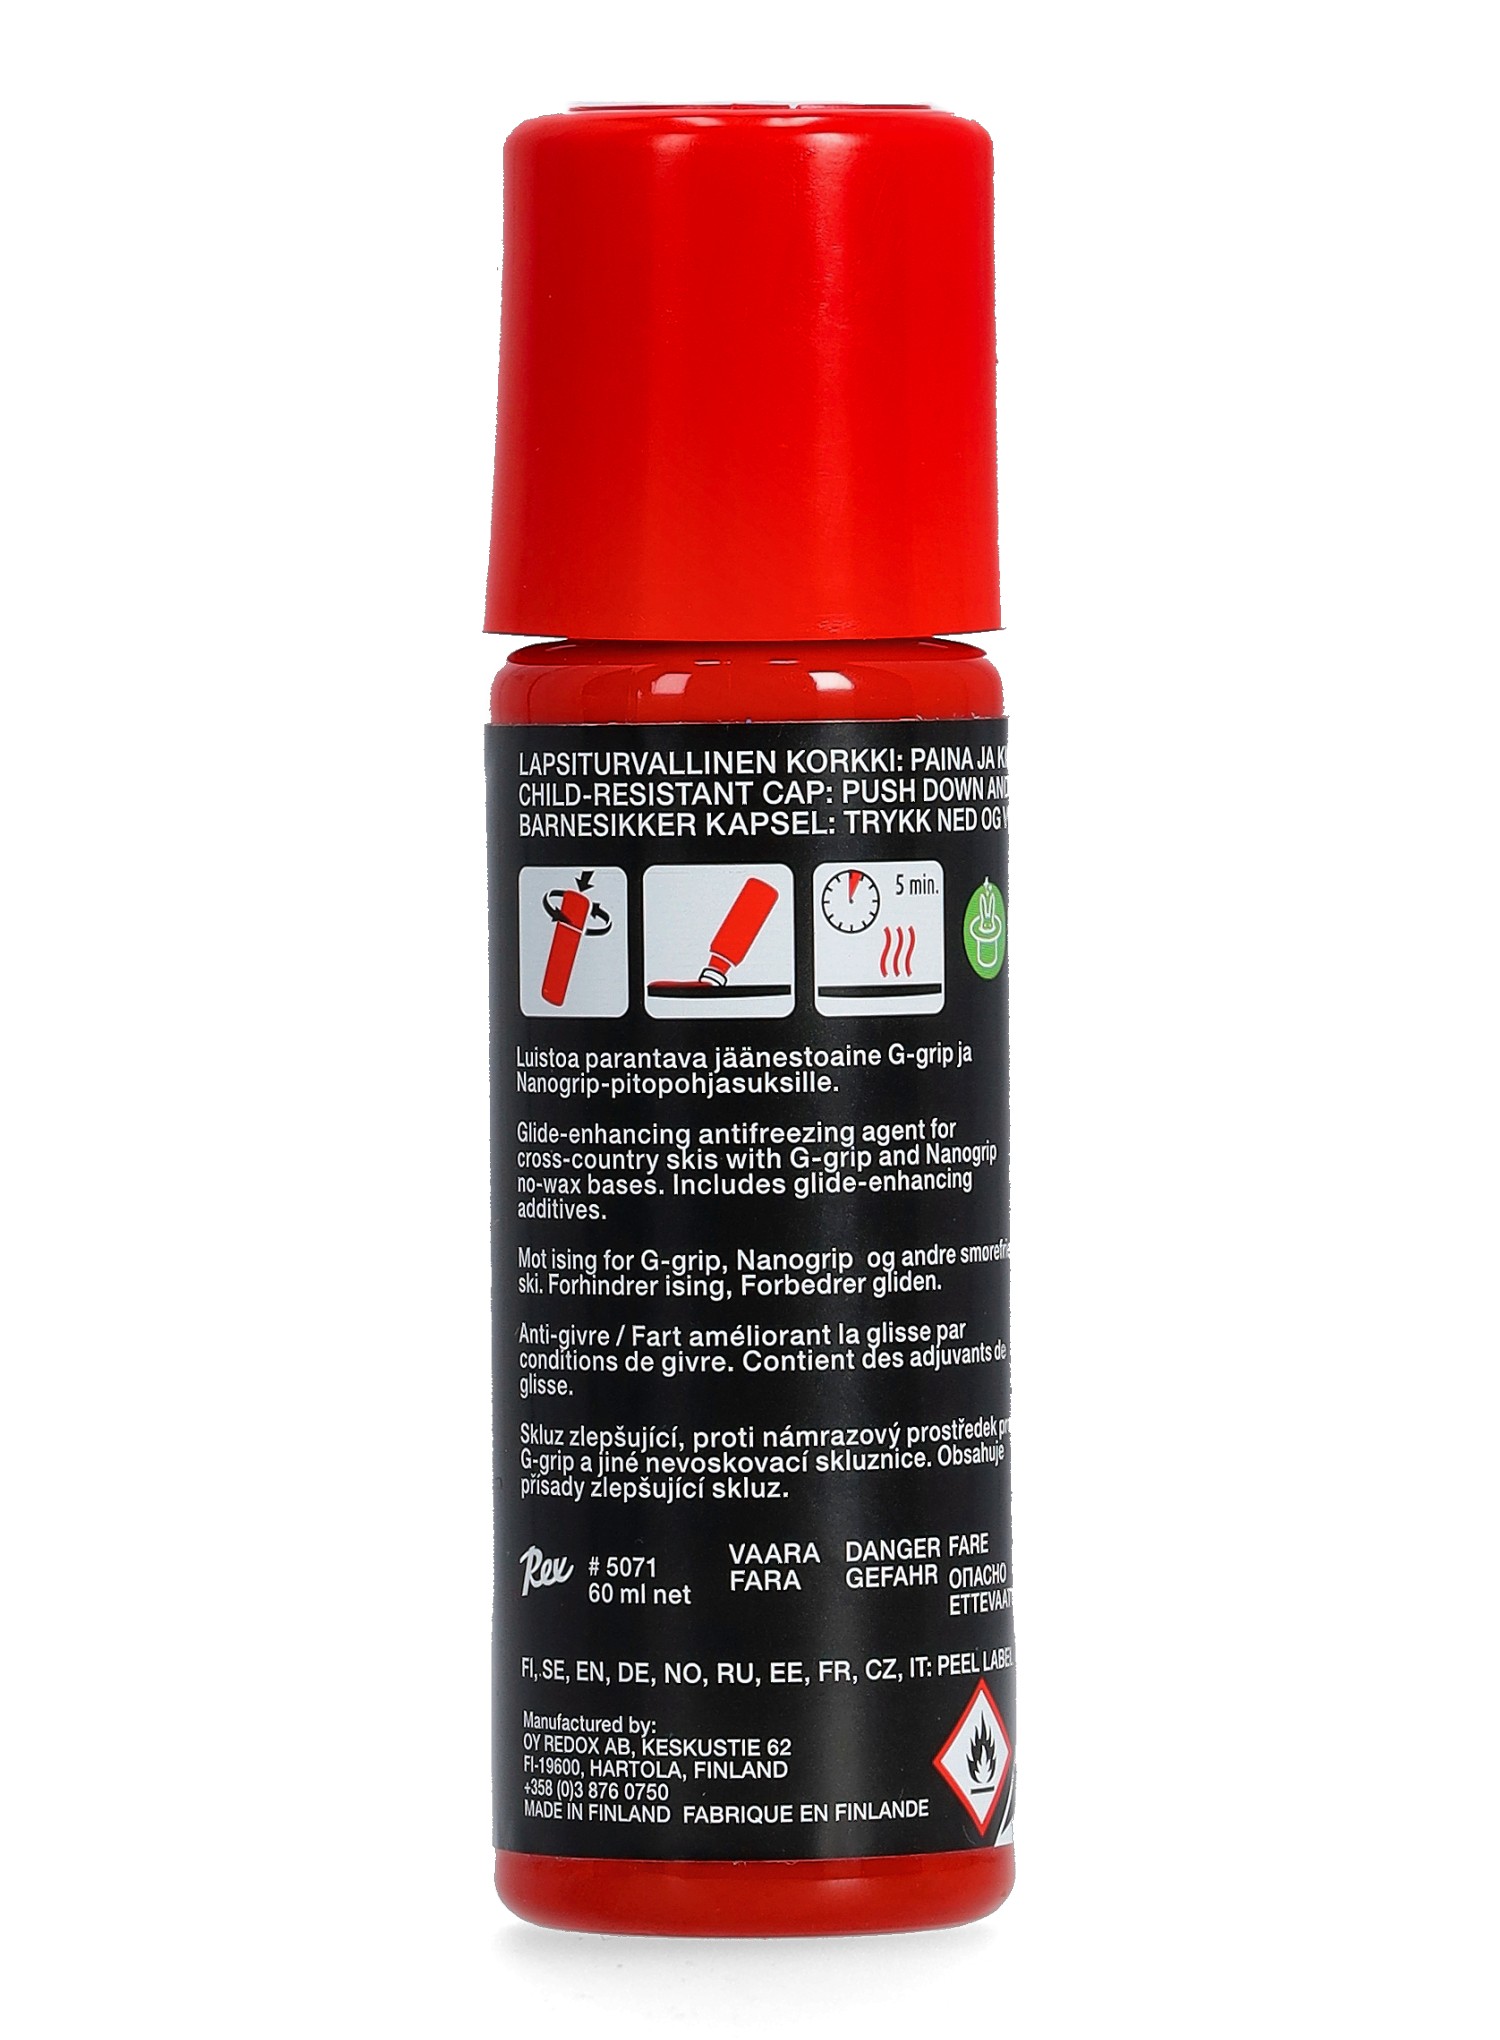 LAPSITURVALLINEN KORKKI: PAINA JA
CHILD-RESISTANT CAP: PUSH DOWN AND
BARNESIKKER KAPSEL: TRYKK NED OG
5 min.
Luistoa parantava jäänestoaine G-grip ja
Nanogrip-pitopohjasuksille.
Glide-enhancing antifreezing agent for
cross-country skis with G-grip and Nanogrip
no-wax bases. Includes glide-enhancing
additives.
Mot ising for G-grip, Nanogrip og andre
ski. Forhindrer ising, Forbedrer gliden.
Anti-givre / Fart améliorant la glisse par
conditions de givre. Contient des adjuvants de
glisse.
Skluz zlepšující, proti námrazový prostředek
G-grip a jiné nevoskovací skluznice. Obsahuje
přísady zlepšující skluz.
Rex # 5071
60 ml net
VAARA DANGER FARE
FARA GEFAHR ОПАСНО
FI, SE, EN, DE, NO, RU, EE, FR, CZ, IT: PEEL LABEL
Manufactured by:
OY REDOX AB, KESKUSTIE 62
FI-19600, HARTOLA, FINLAND
+358 (0)3 876 0750
MADE IN FINLAND FABRIQUE EN FINLANDE